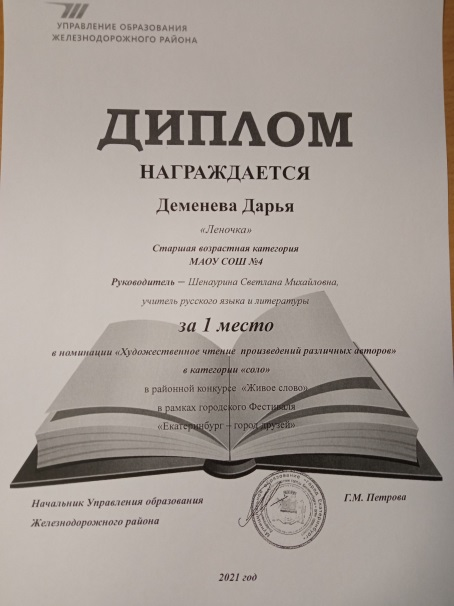 УПРАВЛЕНИЕ ОБРАЗОВАНИЯ
ЖЕЛЕЗНОДОРОЖНОГО РАЙОНА
ДИПЛОМ
НАГРАЖДАЕТСЯ
Деменева Дарья
«Леночка»
Старшая возрастная категория
МАОУ СОШ №4
Руководитель – Шенаурина Светлана Михайловна,
учитель русского языка и литературы
за 1 место
в номинации «Художественное чтение произведений различных авторов»
в категории «соло»
в районной конкурсе «Живое слово»
в рамках городского Фестиваля
«Екатеринбург – город друзей»
Начальник Управления образования
Железнодорожного района
Г.М. Петрова
2021 год